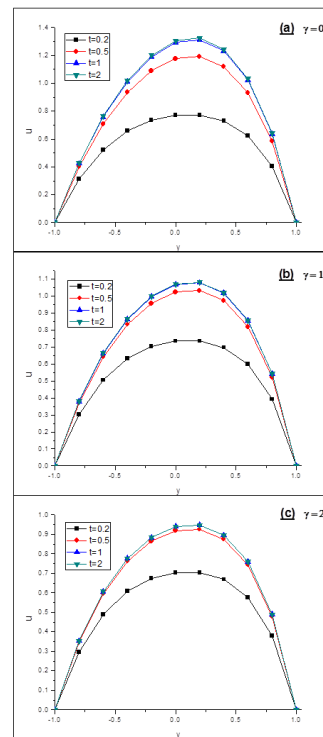 (a) γ=0
t=0.2
t=0.5
t=1
t=2
1.4
1.2
1.0
0.8
0.6
0.4
0.2
0.0
u
-1.0 -0.5 0.0 0.5 1.0
y
(b) γ=1
t=0.2
t=0.5
t=1
t=2
1.1
1.0
0.9
0.8
0.7
0.6
0.5
0.4
0.3
0.2
0.1
0.0
u
-1.0 -0.5 0.0 0.5 1.0
y
(c) γ=2
t=0.2
t=0.5
t=1
t=2
1.0
0.9
0.8
0.7
0.6
0.5
0.4
0.3
0.2
0.1
0.0
u
-1.0 -0.5 0.0 0.5 1.0
y